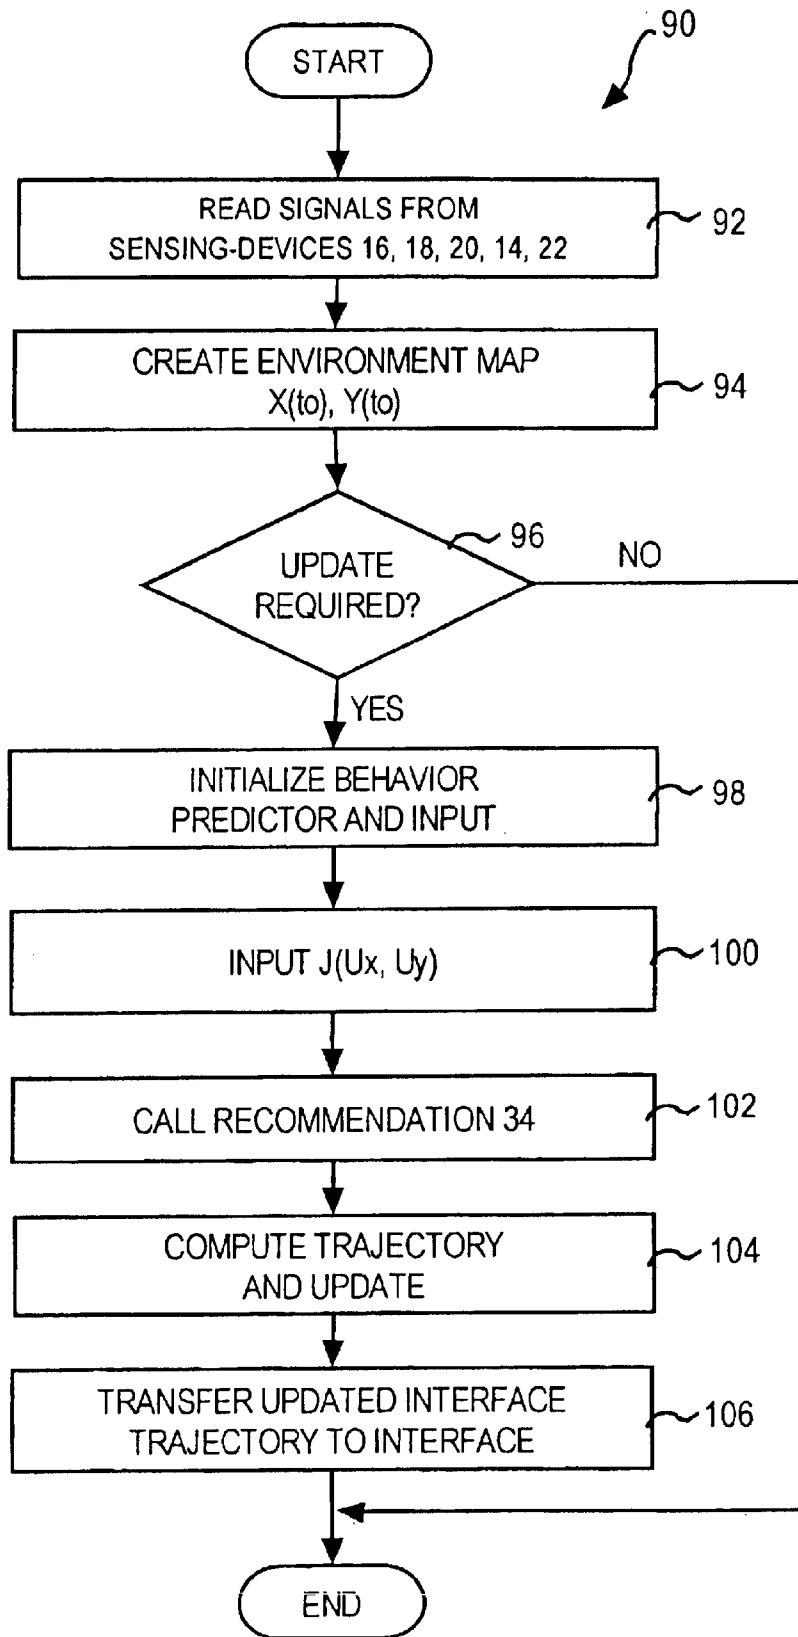 90
START
READ SIGNALS FROM
SENSING-DEVICES 16, 18, 20, 14, 22
92
CREATE ENVIRONMENT MAP
X(to), Y(to)
94
96
UPDATE
REQUIRED?
NO
YES
INITIALIZE BEHAVIOR
PREDICTOR AND INPUT
98
INPUT J(Ux, Uy)
100
CALL RECOMMENDATION 34
102
COMPUTE TRAJECTORY
AND UPDATE
104
TRANSFER UPDATED INTERFACE
TRAJECTORY TO INTERFACE
106
END